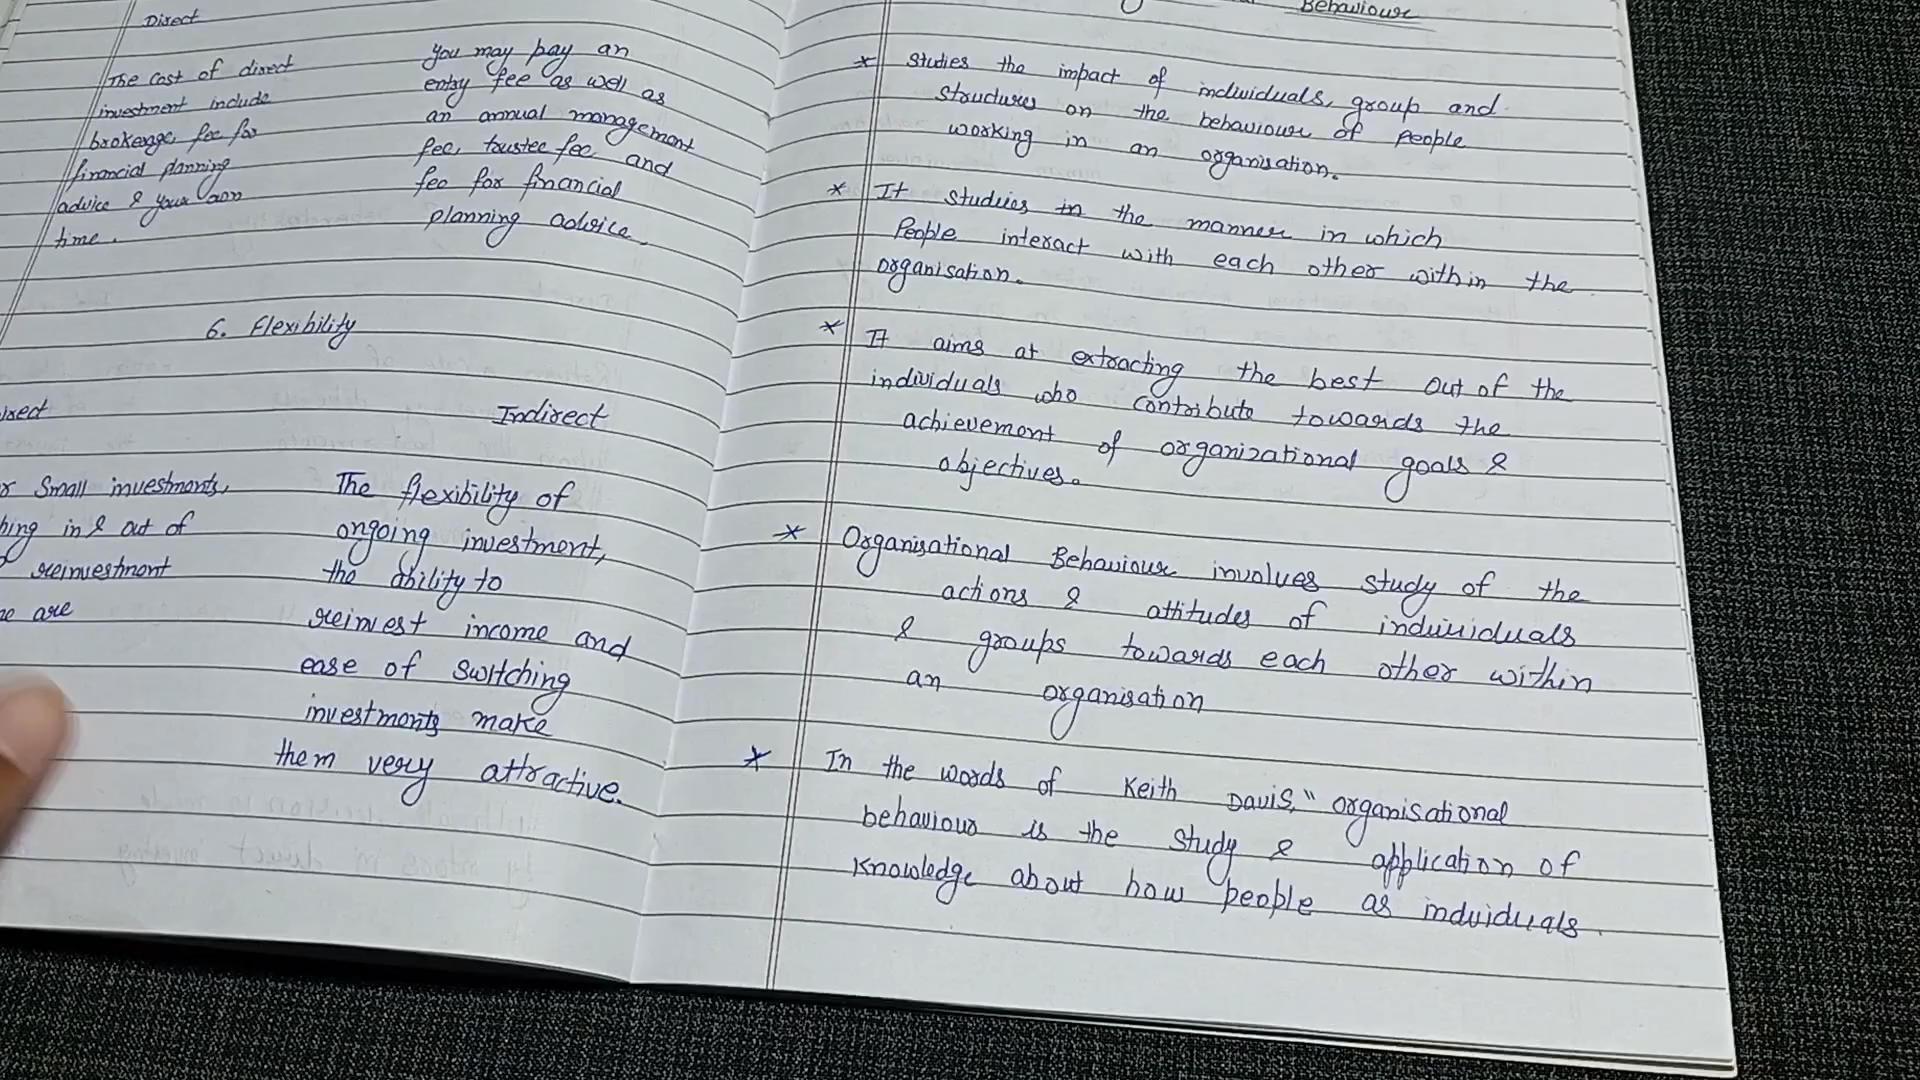 Direct
The cost of direct
investment include
brokerage, fee for
financial planning
advice & your own
time.
You may pay an
entry fee as well as
an annual management
fee, trustee fee and
fee for financial
planning advice.
6. Flexibility
Indirect
Small investments,
in & out of
reinvestment
are
The flexibility of
ongoing investment,
the ability to
reinvest income and
ease of switching
investments make
them very attractive.
Behaviour
* Studies the impact of individuals, group and
structures on the behaviour of people
working in an organisation.
* It studies in the manner in which
People interact with each other within the
organisation.
* It aims at extracting the best out of the
individuals who contribute towards the
achievement of organizational goals &
objectives.
* Organisational Behaviour involves study of the
actions & attitudes of individuals
& groups towards each other within
an organisation
* In the words of Keith Davis, "organisational
behaviour is the study & application of
knowledge about how people as individuals